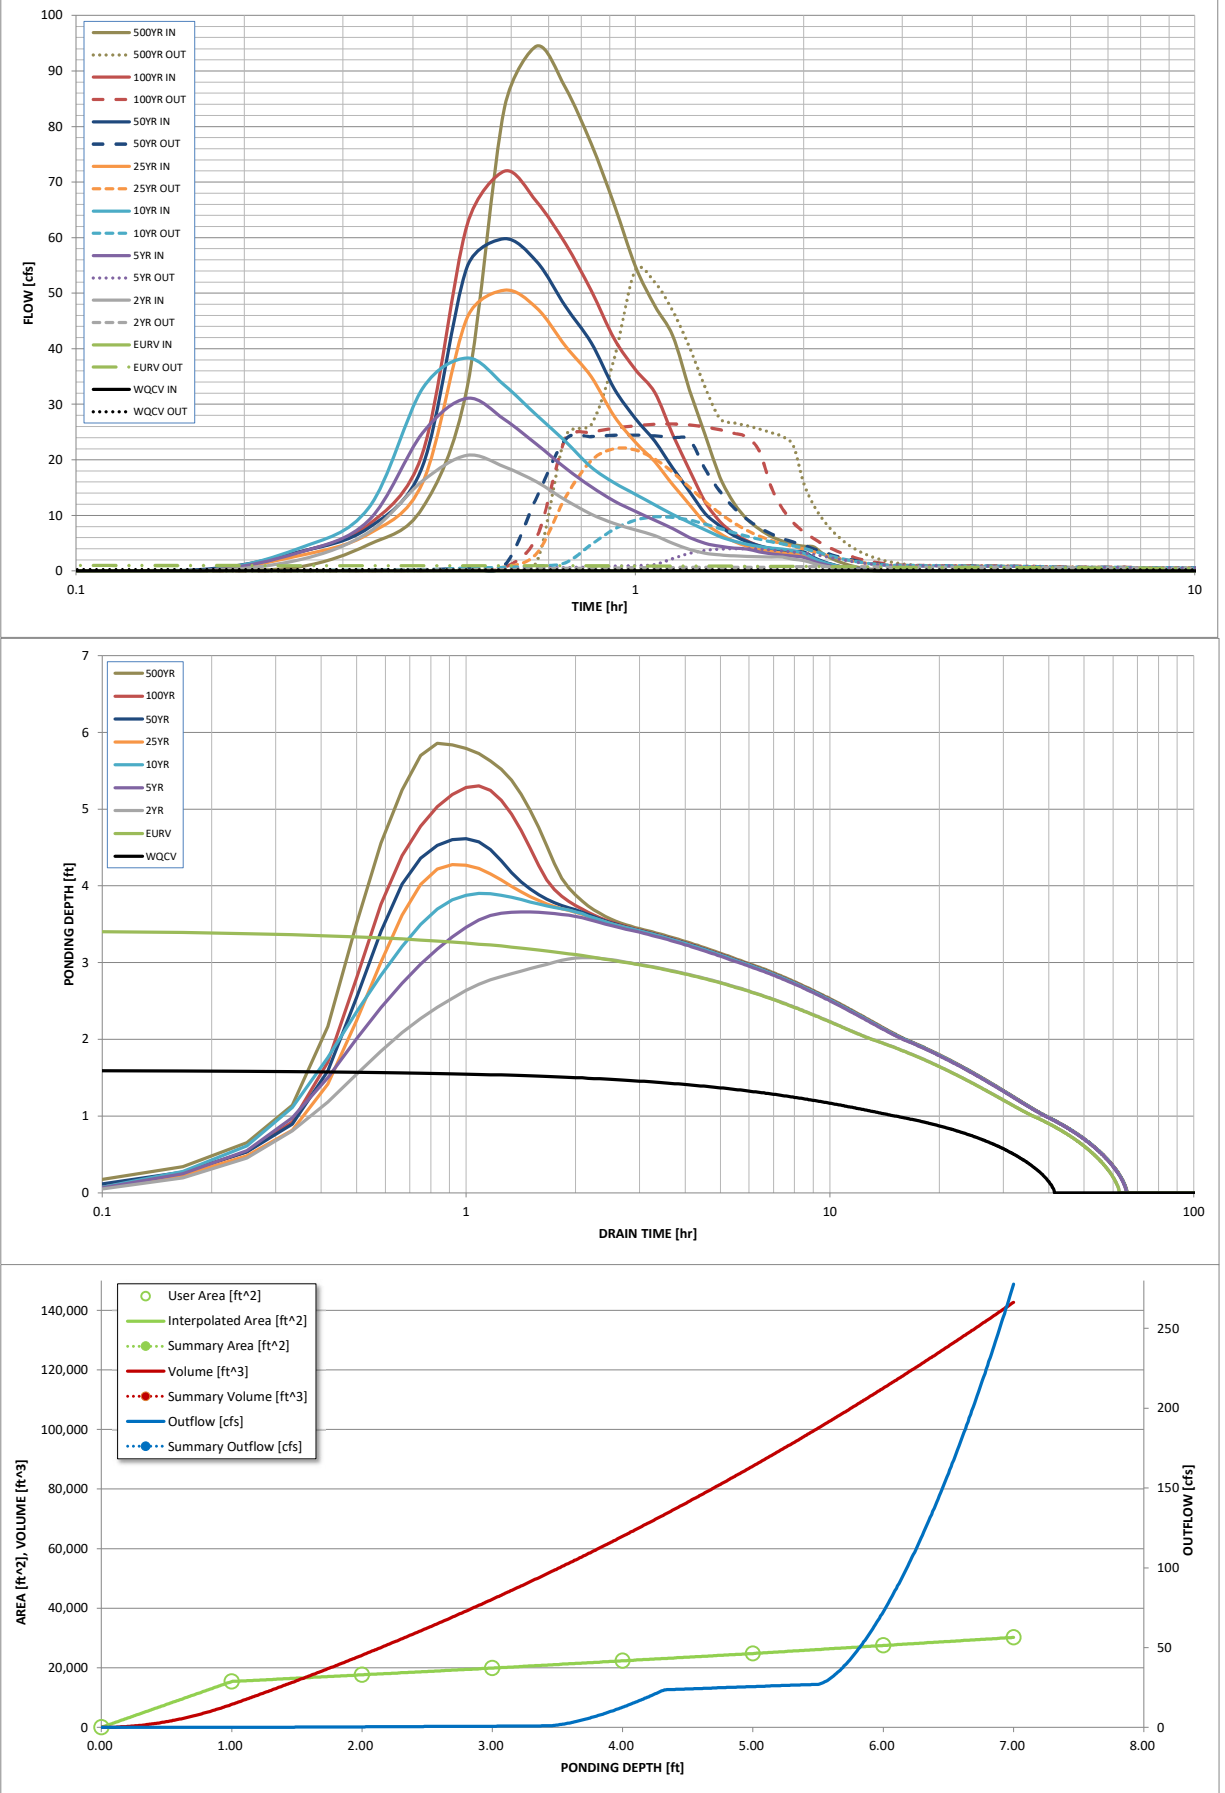 100
90
80
70
60
50
40
30
20
10
0
FLOW [cfs]
500YR IN
500YR OUT
100YR IN
100YR OUT
50YR IN
50YR OUT
25YR IN
25YR OUT
10YR IN
10YR OUT
5YR IN
5YR OUT
2YR IN
2YR OUT
EURV IN
EURV OUT
WQCV IN
WQCV OUT
0.1 1 10
TIME [hr]
7
6
5
4
3
2
1
0
PONDING DEPTH [ft]
500YR
100YR
50YR
25YR
10YR
5YR
2YR
EURV
WQCV
0.1 1 10 100
DRAIN TIME [hr]
140,000
120,000
100,000
80,000
60,000
40,000
20,000
0
AREA [ft^2], VOLUME [ft^3]
User Area [ft^2]
Interpolated Area [ft^2]
Summary Area [ft^2]
Volume [ft^3]
Summary Volume [ft^3]
Outflow [cfs]
Summary Outflow [cfs]
250
200
150
100
50
0
OUTFLOW [cfs]
0.00 1.00 2.00 3.00 4.00 5.00 6.00 7.00 8.00
PONDING DEPTH [ft]